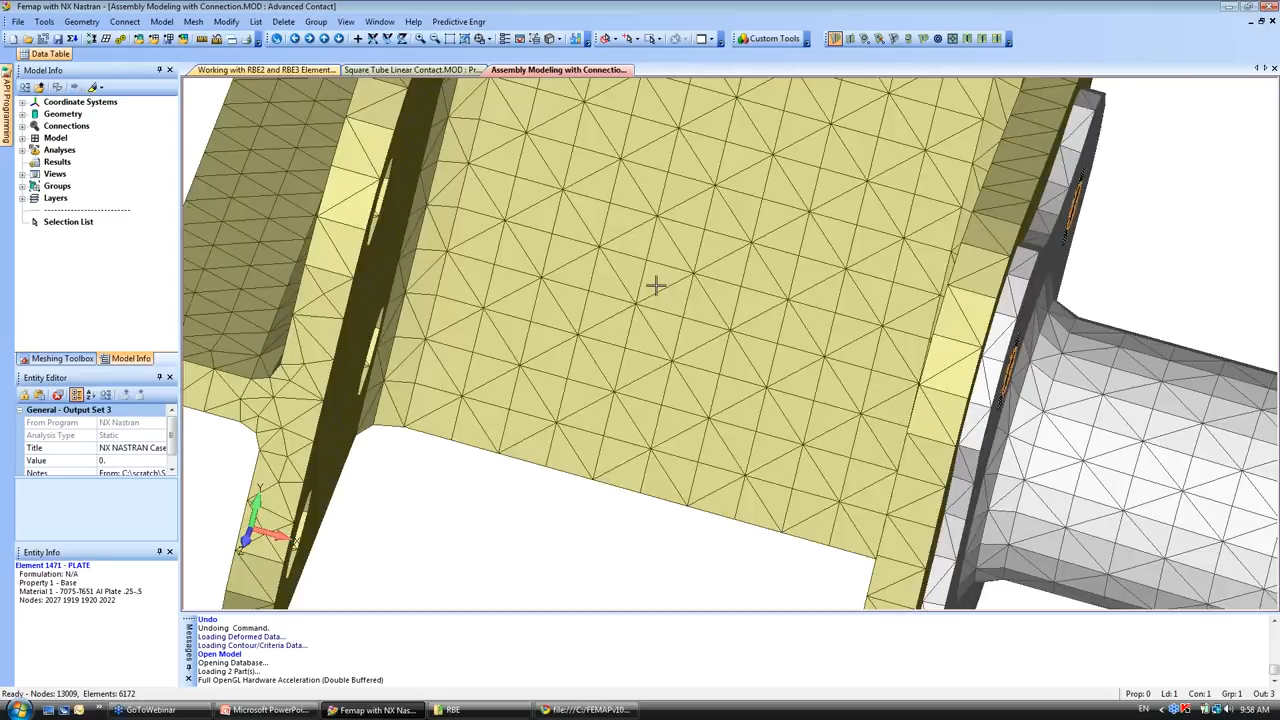 Femap with NX Nastran - [Assembly Modeling with Connection.MOD : Advanced Contact]
File Tools Geometry Connect Model Mesh Modify List Delete Group View Window Help Predictive Engr
Custom Tools
Data Table
Model Info
Working with RBE2 and RBE3 Element...
Square Tube Linear Contact.MOD : Pr...
Assembly Modeling with Connectio...
API Programming
Coordinate Systems
Geometry
Connections
Model
Analyses
Results
Views
Groups
Layers
Selection List
Meshing Toolbox Model Info
Entity Editor
General - Output Set 3
From Program NX Nastran
Analysis Type Static
Title NX NASTRAN Case
Value 0.
Notes From: C:\scratch\S
Y
Entity Info
Element 1471 - PLATE
Formulation: N/A
Property 1 - Base
Material 1 - 7075-T651 Al Plate .25-.5
Nodes: 2027 1919 1920 2022
Messages
Undo
Undoing Command.
Loading Deformed Data...
Loading Contour/Criteria Data...
Open Model
Opening Database...
Loading 2 Part(s)...
Full OpenGL Hardware Acceleration (Double Buffered)
Ready - Nodes: 13009, Elements: 6172
Prop: 0 Ld: 1 Con: 1 Grp: 1 Out: 3
GoToWebinar
Microsoft PowerPo...
Femap with NX Nas...
RBE
file:///C:/FEMAPv10...
EN
9:58 AM